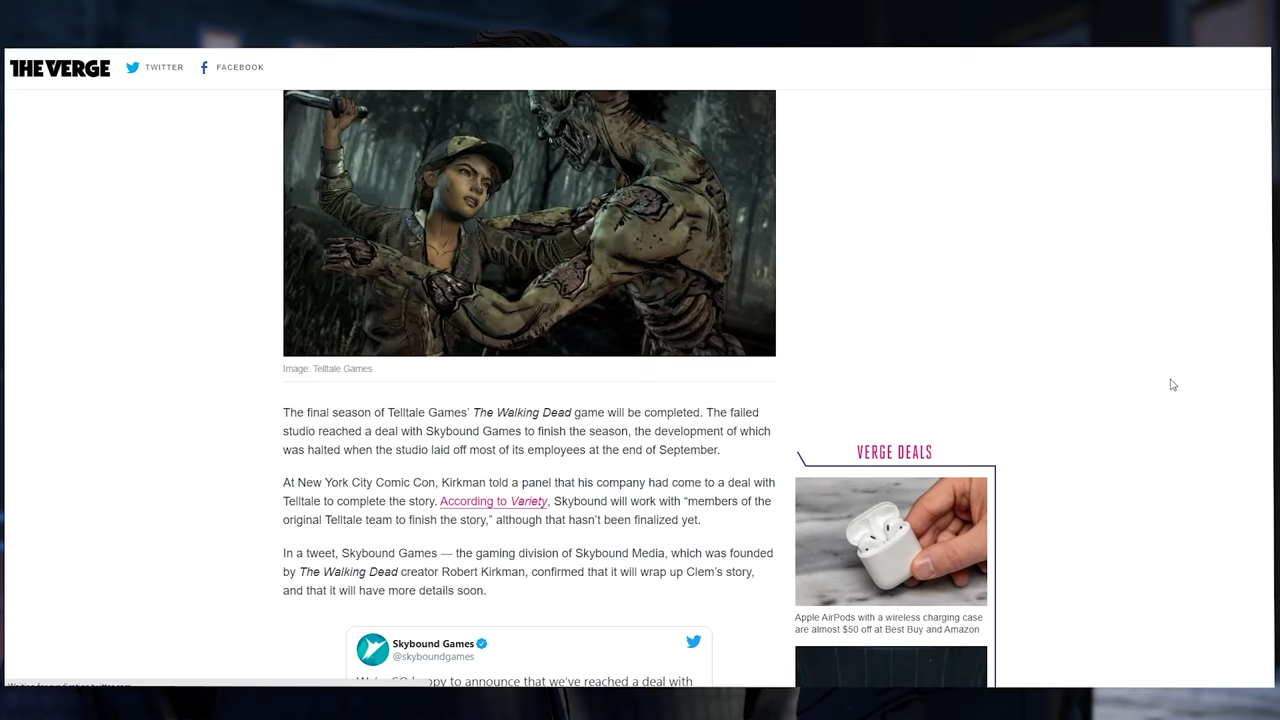 THE VERGE TWITTER FACEBOOK
Image: Telltale Games
The final season of Telltale Games’ The Walking Dead game will be completed. The failed
studio reached a deal with Skybound Games to finish the season, the development of which
was halted when the studio laid off most of its employees at the end of September.
At New York City Comic Con, Kirkman told a panel that his company had come to a deal with
Telltale to complete the story. According to Variety, Skybound will work with “members of the
original Telltale team to finish the story,” although that hasn’t been finalized yet.
In a tweet, Skybound Games — the gaming division of Skybound Media, which was founded
by The Walking Dead creator Robert Kirkman, confirmed that it will wrap up Clem’s story,
and that it will have more details soon.
Skybound Games
@skyboundgames
to announce that we’ve reached a deal with
VERGE DEALS
Apple AirPods with a wireless charging case
are almost $50 off at Best Buy and Amazon